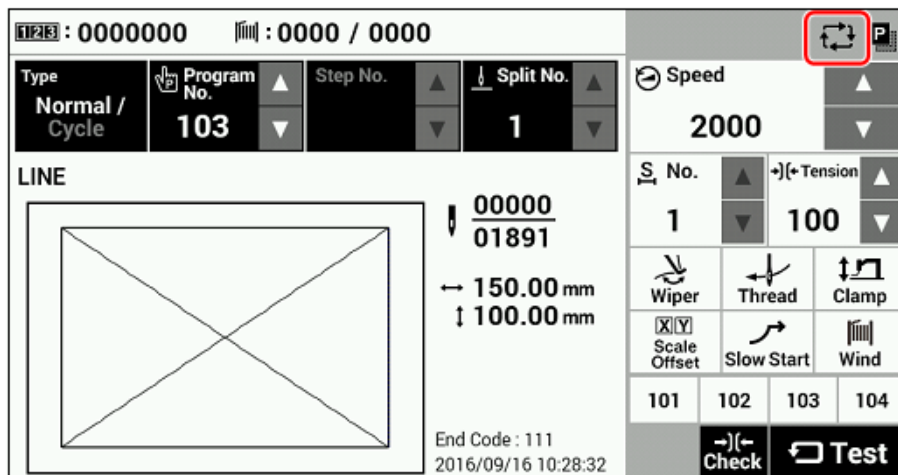 123 : 0000000
: 0000 / 0000
P
Type
Normal /
Cycle
P
Program
No.
103
Step No.
Split No.
1
Speed
2000
S No.
1
Tension
100
LINE
00000
01891
150.00 mm
100.00 mm
Wiper
Thread
Clamp
XY
Scale
Offset
Slow Start
Wind
101 102 103 104
End Code : 111
2016/09/16 10:28:32
Check
Test